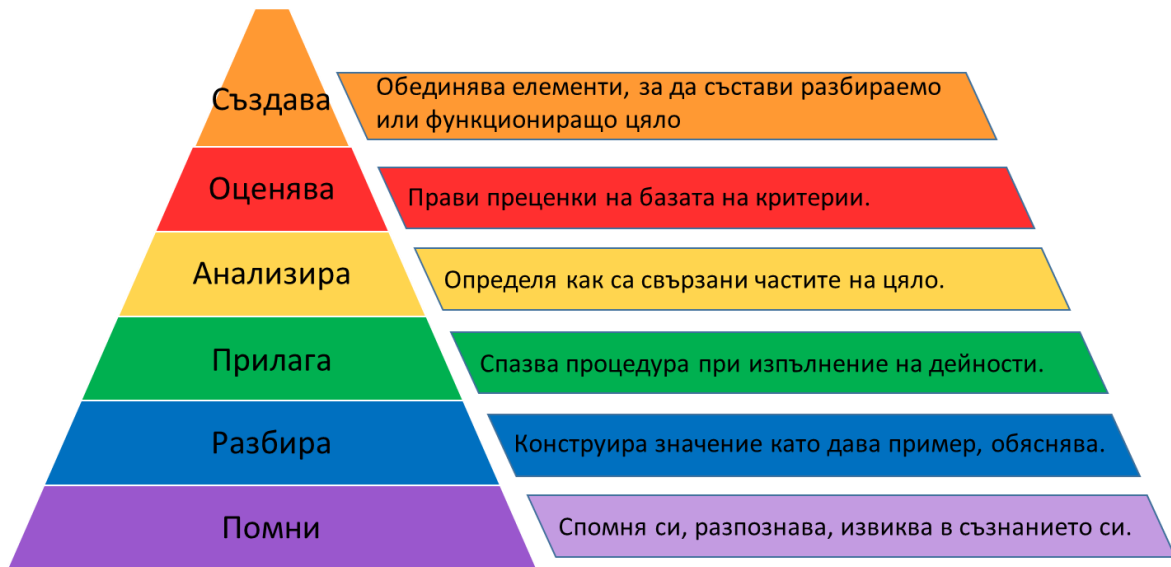 Създава
Обединява елементи, за да състави разбираемо
или функциониращо цяло
Оценява
Прави преценки на базата на критерии.
Анализира
Определя как са свързани частите на цяло.
Прилага
Спазва процедура при изпълнение на дейности.
Разбира
Конструира значение като дава пример, обяснява.
Помни
Спомня си, разпознава, извиква в съзнанието си.